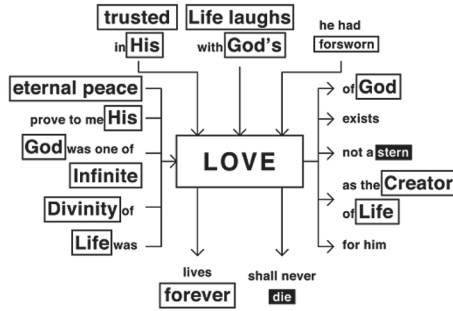 trusted
in His
Life laughs
with God's
he had
forsworn
eternal peace
prove to me His
God was one of
Infinite
Divinity of
Life was
LOVE
of God
exists
not a stern
as the Creator
of Life
for him
lives
forever
shall never
die